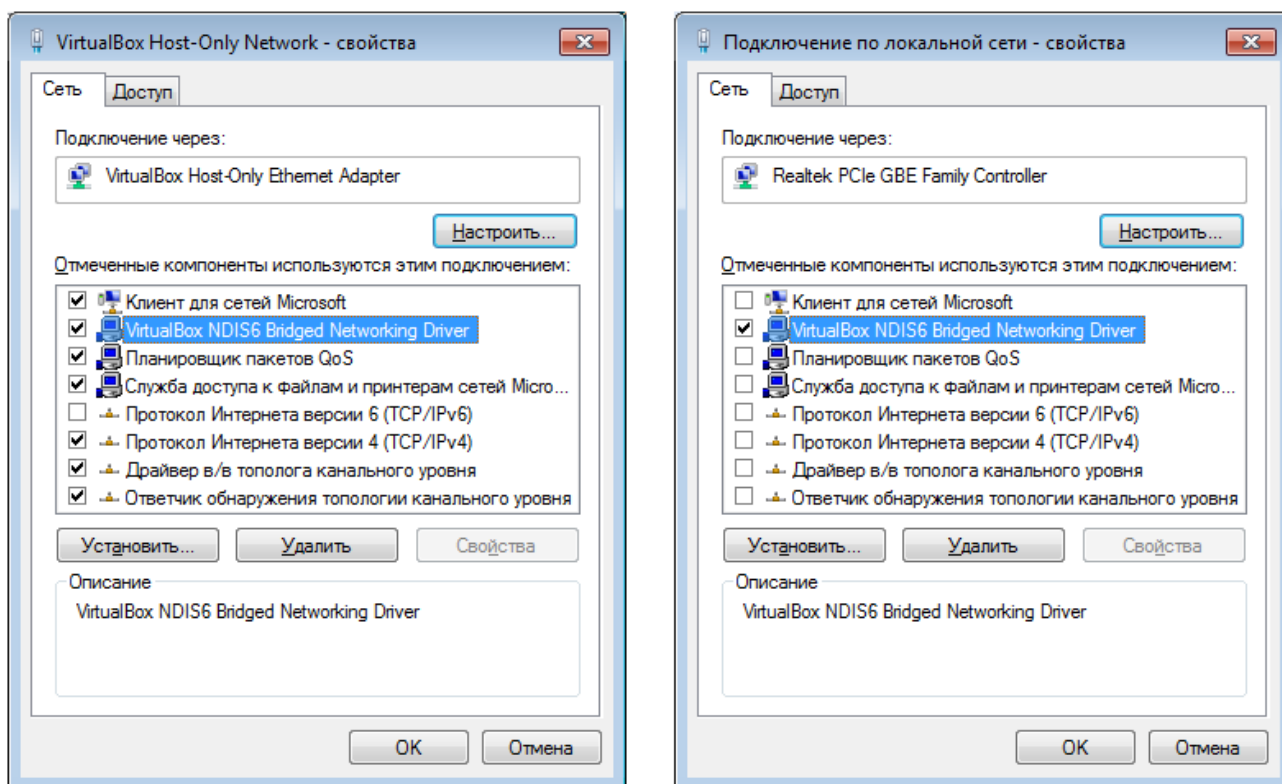 VirtualBox Host-Only Network - свойства
Сеть
Доступ
Подключение через:
VirtualBox Host-Only Ethernet Adapter
Настроить...
Отмеченные компоненты используются этим подключением:
Клиент для сетей Microsoft
VirtualBox NDIS6 Bridged Networking Driver
Планировщик пакетов QoS
Служба доступа к файлам и принтерам сетей Micro...
Протокол Интернета версии 6 (TCP/IPv6)
Протокол Интернета версии 4 (TCP/IPv4)
Драйвер в/в тополога канального уровня
Ответчик обнаружения топологии канального уровня
Установить...
Удалить
Свойства
Описание
VirtualBox NDIS6 Bridged Networking Driver
OK
Отмена
Подключение по локальной сети - свойства
Сеть
Доступ
Подключение через:
Realtek PCIe GBE Family Controller
Настроить...
Отмеченные компоненты используются этим подключением:
Клиент для сетей Microsoft
VirtualBox NDIS6 Bridged Networking Driver
Планировщик пакетов QoS
Служба доступа к файлам и принтерам сетей Micro...
Протокол Интернета версии 6 (TCP/IPv6)
Протокол Интернета версии 4 (TCP/IPv4)
Драйвер в/в тополога канального уровня
Ответчик обнаружения топологии канального уровня
Установить...
Удалить
Свойства
Описание
VirtualBox NDIS6 Bridged Networking Driver
OK
Отмена